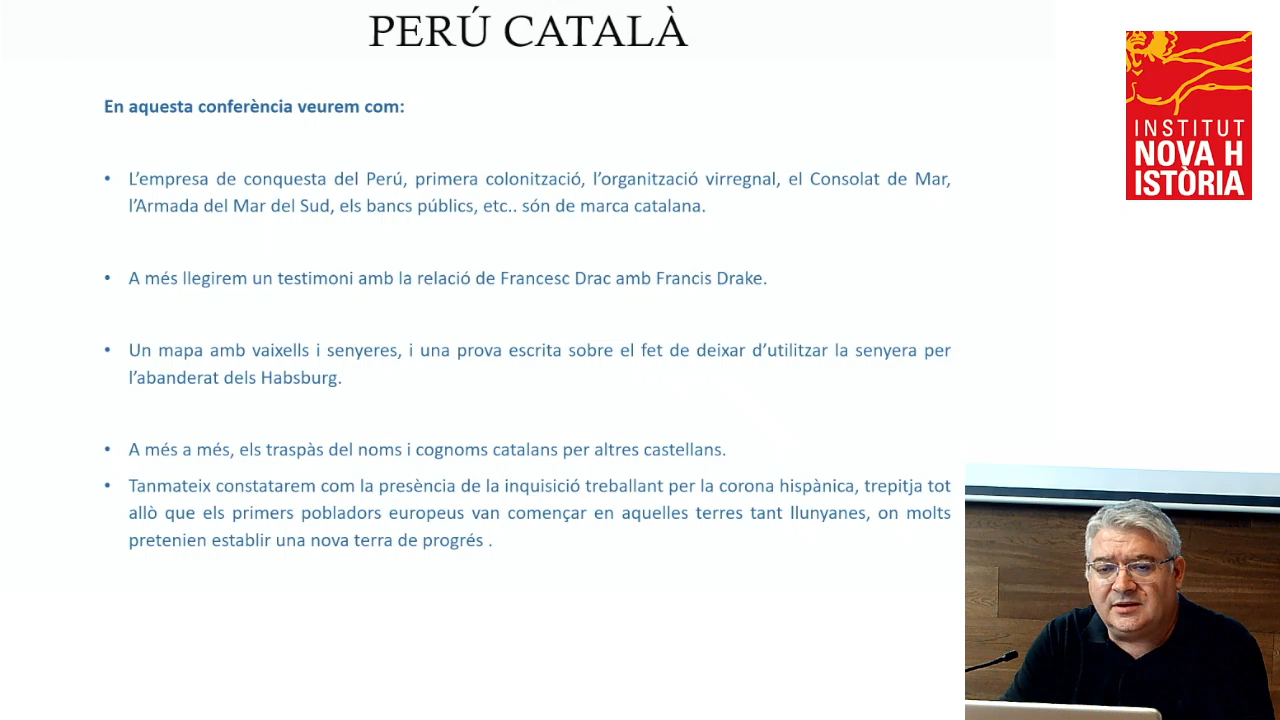 PERÚ CATALÀ
INSTITUT
NOVA H
ISTÒRIA
En aquesta conferència veurem com:
• L'empresa de conquesta del Perú, primera colonització, l'organització virregnal, el Consolat de Mar,
l'Armada del Mar del Sud, els bancs públics, etc.. són de marca catalana.
• A més llegirem un testimoni amb la relació de Francesc Drac amb Francis Drake.
• Un mapa amb vaixells i senyeres, i una prova escrita sobre el fet de deixar d'utilitzar la senyera per
l'abanderat dels Habsburg.
• A més a més, els traspàs del noms i cognoms catalans per altres castellans.
• Tanmateix constatarem com la presència de la inquisició treballant per la corona hispànica, trepitja tot
allò que els primers pobladors europeus van començar en aquelles terres tant llunyanes, on molts
pretenien establir una nova terra de progrés .